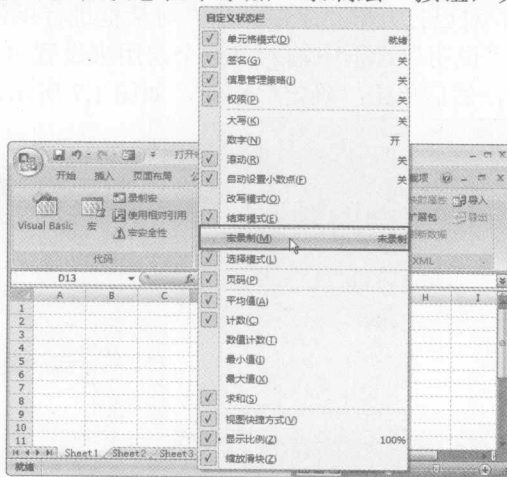 自定义状态栏
单元格模式(D) 就绪
签名(G) 关
信息管理策略(I) 关
权限(P) 关
大写(K) 关
数字(N) 开
滚动(R) 关
自动设置小数点(F) 关
改写模式(O)
结束模式(E)
宏录制(M) 未录制
选择模式(L)
页码(P)
平均值(A)
计数(C)
数值计数(T)
最小值(I)
最大值(X)
求和(S)
视图快捷方式(V)
显示比例(Z) 100%
缩放滑块(Z)
开始 插入 页面布局
Visual Basic 宏
录制宏
使用相对引用
宏安全性
代码
导入
导出
XML
D13
A B C H I
1
2
3
4
5
6
7
8
9
10
11
Sheet1 Sheet2 Sheet3
就绪